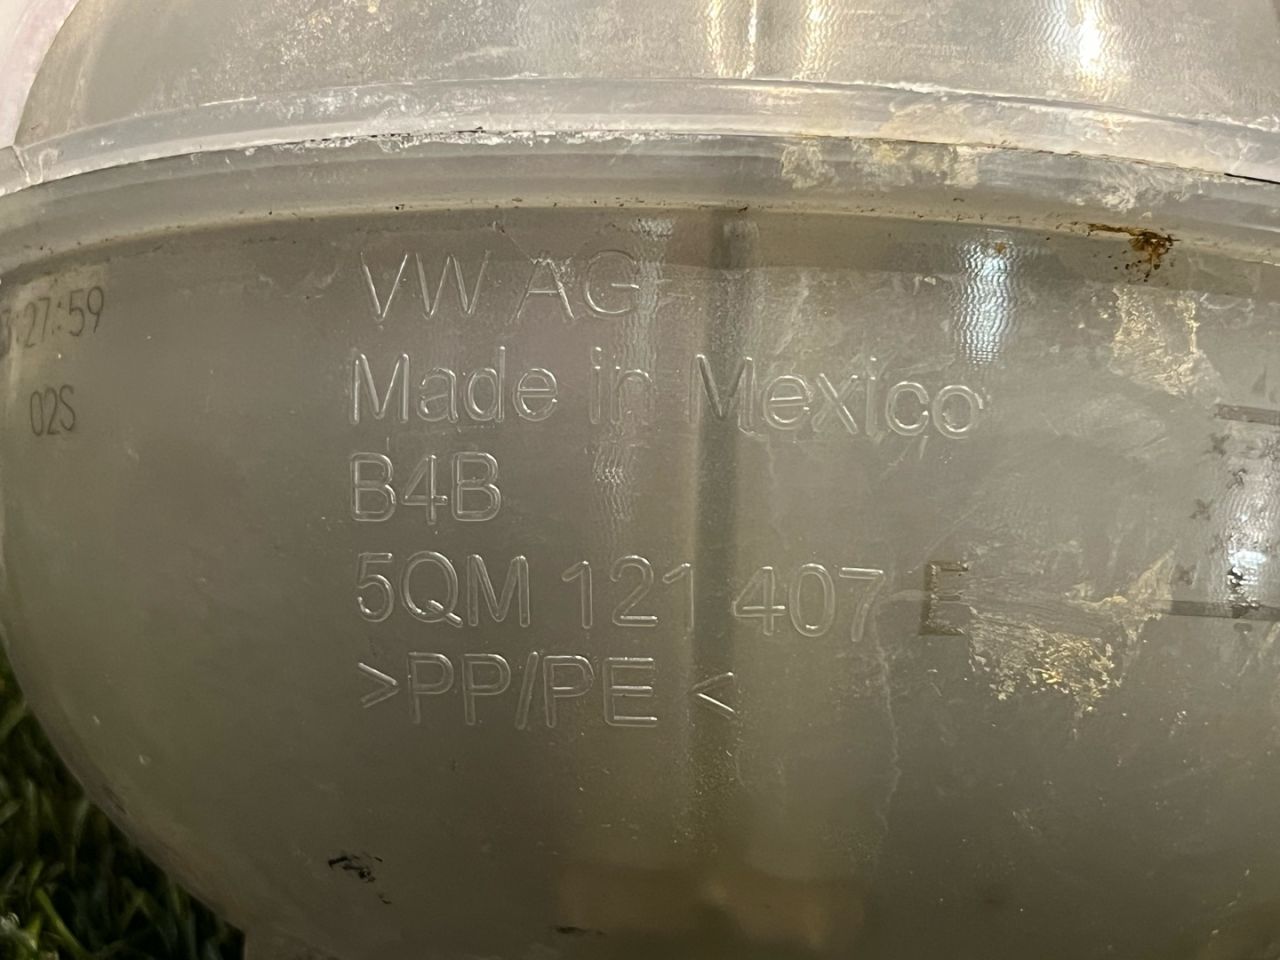 :27:59
02S
VW AG
Made in Mexico
B4B
5QM 121 407 E
>PP/PE <